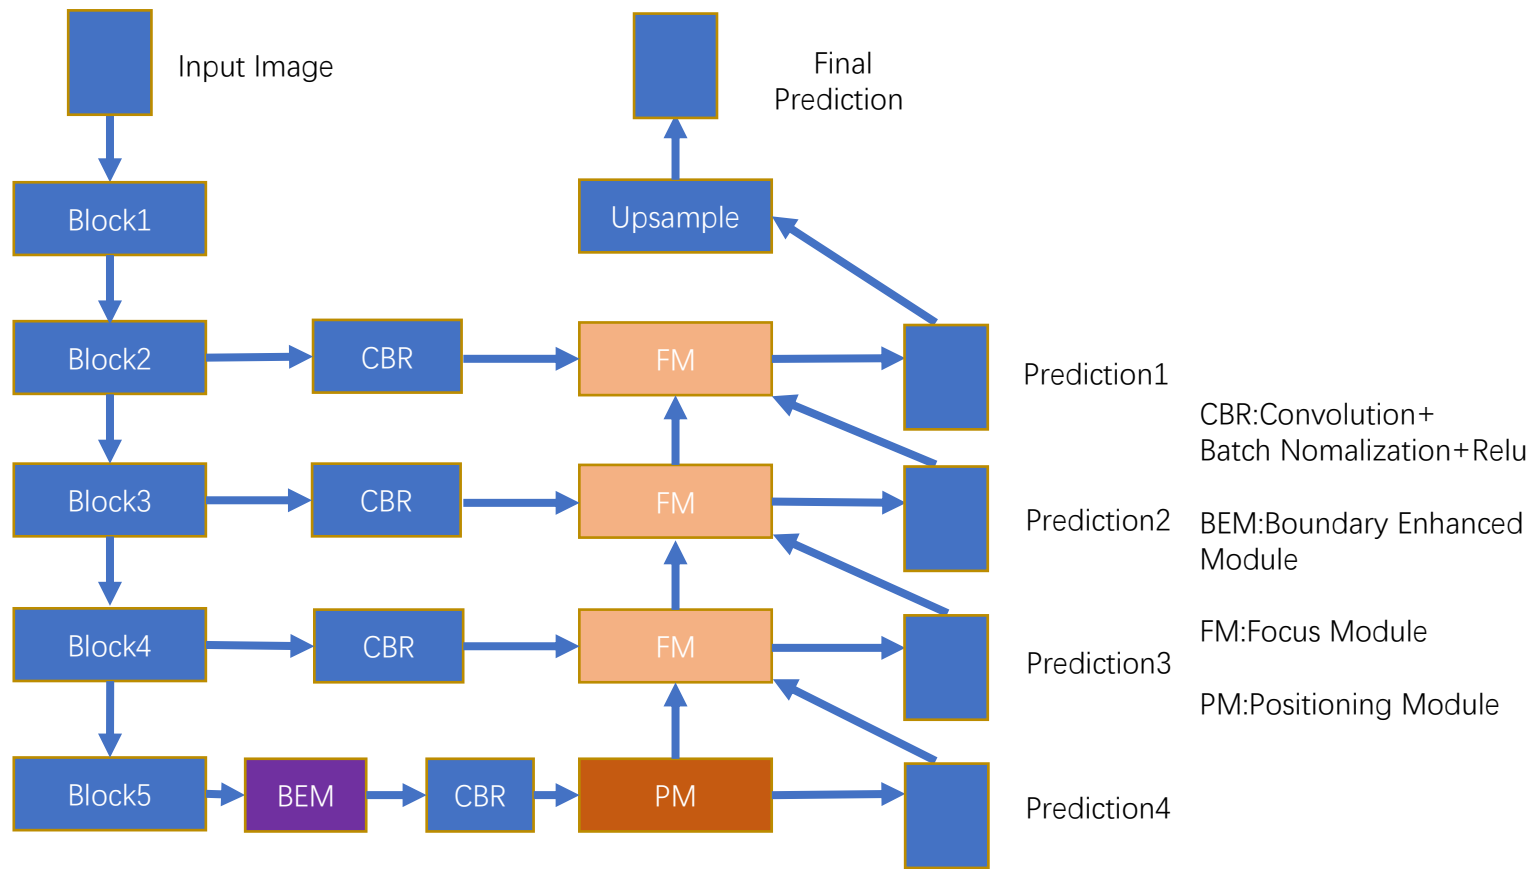 Input Image
Final
Prediction
Block1
Upsample
Block2
CBR
FM
Prediction1
CBR:Convolution+
Batch Nomalization+Relu
Block3
CBR
FM
Prediction2
BEM:Boundary Enhanced
Module
Block4
CBR
FM
Prediction3
FM:Focus Module
PM:Positioning Module
Block5
BEM
CBR
PM
Prediction4